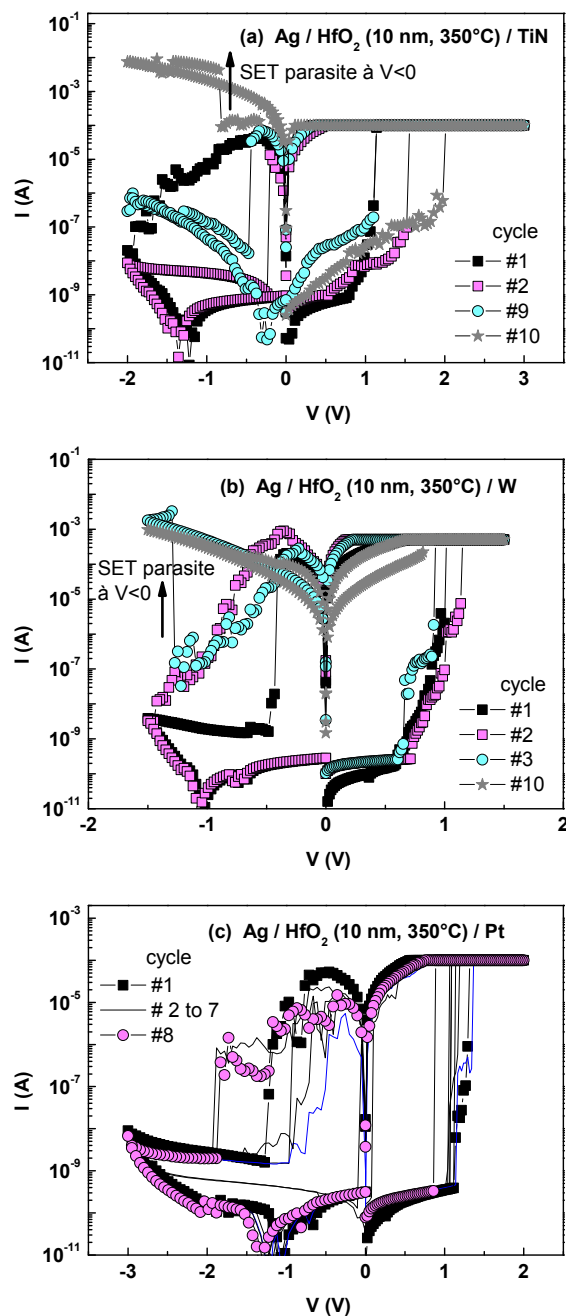 (a) Ag / HfO₂ (10 nm, 350°C) / TiN
SET parasite à V<0
10⁻¹
10⁻³
10⁻⁵
10⁻⁷
10⁻⁹
10⁻¹¹
I (A)
cycle
#1
#2
#9
#10
-2 -1 0 1 2 3
V (V)
(b) Ag / HfO₂ (10 nm, 350°C) / W
SET parasite
à V<0
10⁻¹
10⁻³
10⁻⁵
10⁻⁷
10⁻⁹
10⁻¹¹
I (A)
cycle
#1
#2
#3
#10
-2 -1 0 1 2
V (V)
(c) Ag / HfO₂ (10 nm, 350°C) / Pt
cycle
#1
# 2 to 7
#8
10⁻³
10⁻⁵
10⁻⁷
10⁻⁹
10⁻¹¹
I (A)
-3 -2 -1 0 1 2
V (V)